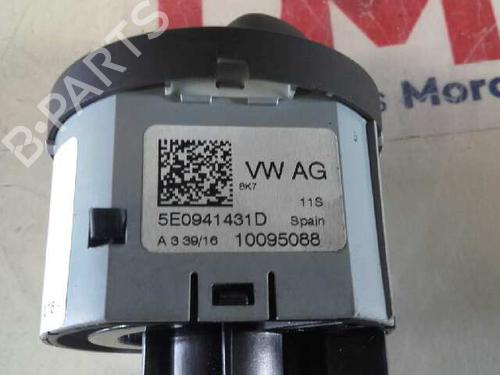 B-PARTS
s Moro
VW AG
8K7
11S
5E0941431D Spain
A 3 39/16 10095088